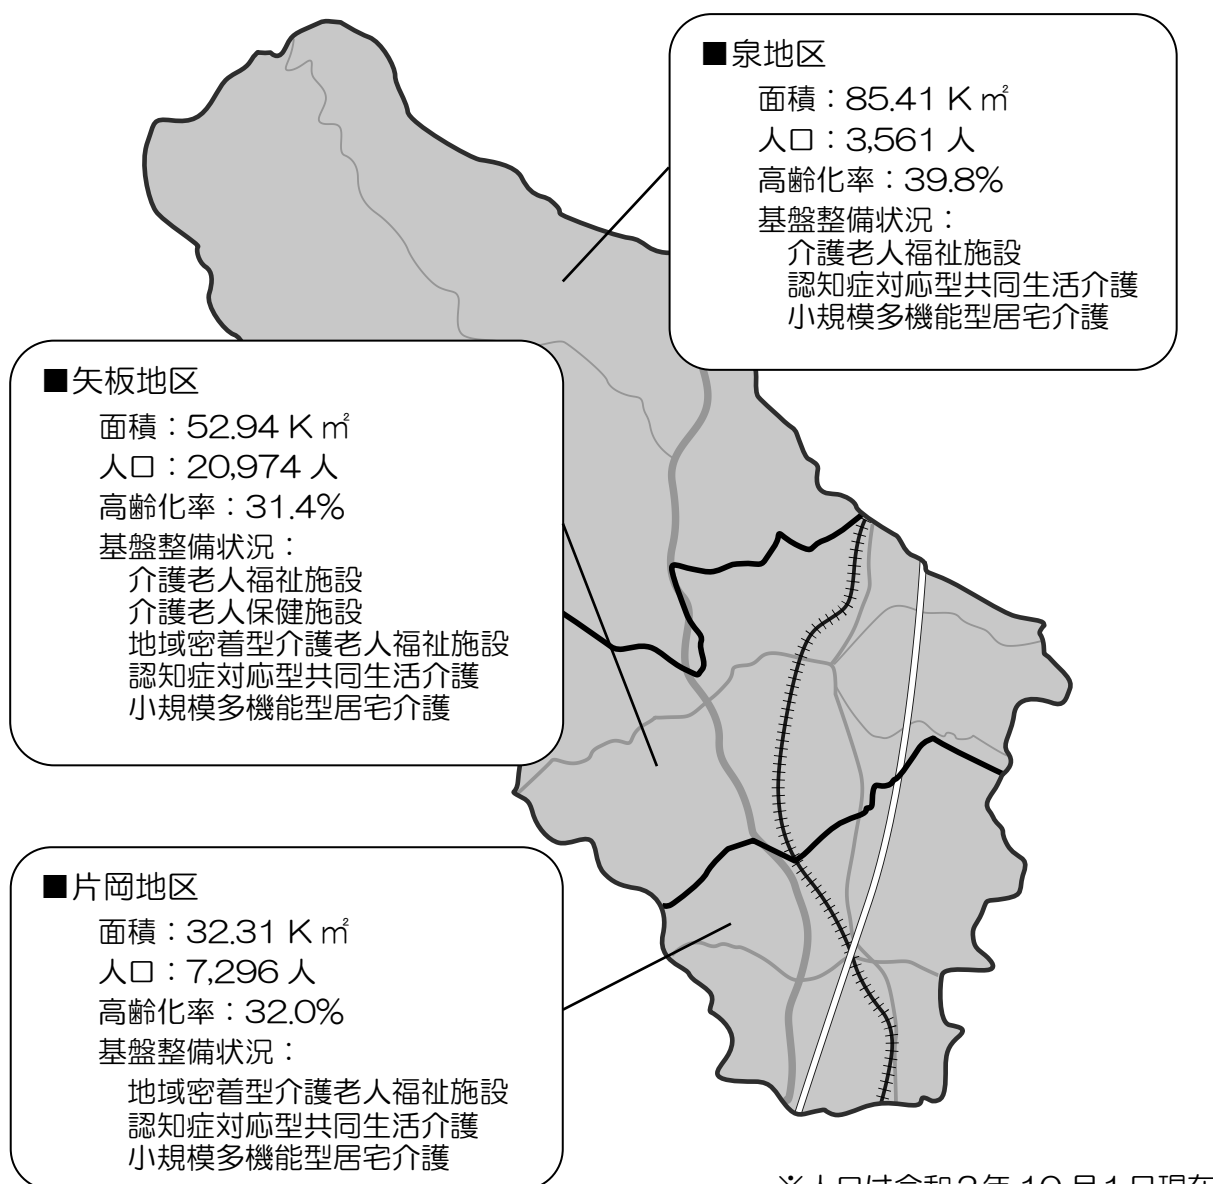 ■泉地区
面積：85.41 K㎡
人口：3,561 人
高齢化率：39.8%
基盤整備状況：
介護老人福祉施設
認知症対応型共同生活介護
小規模多機能型居宅介護
■矢板地区
面積：52.94 K㎡
人口：20,974 人
高齢化率：31.4%
基盤整備状況：
介護老人福祉施設
介護老人保健施設
地域密着型介護老人福祉施設
認知症対応型共同生活介護
小規模多機能型居宅介護
■片岡地区
面積：32.31 K㎡
人口：7,296 人
高齢化率：32.0%
基盤整備状況：
地域密着型介護老人福祉施設
認知症対応型共同生活介護
小規模多機能型居宅介護